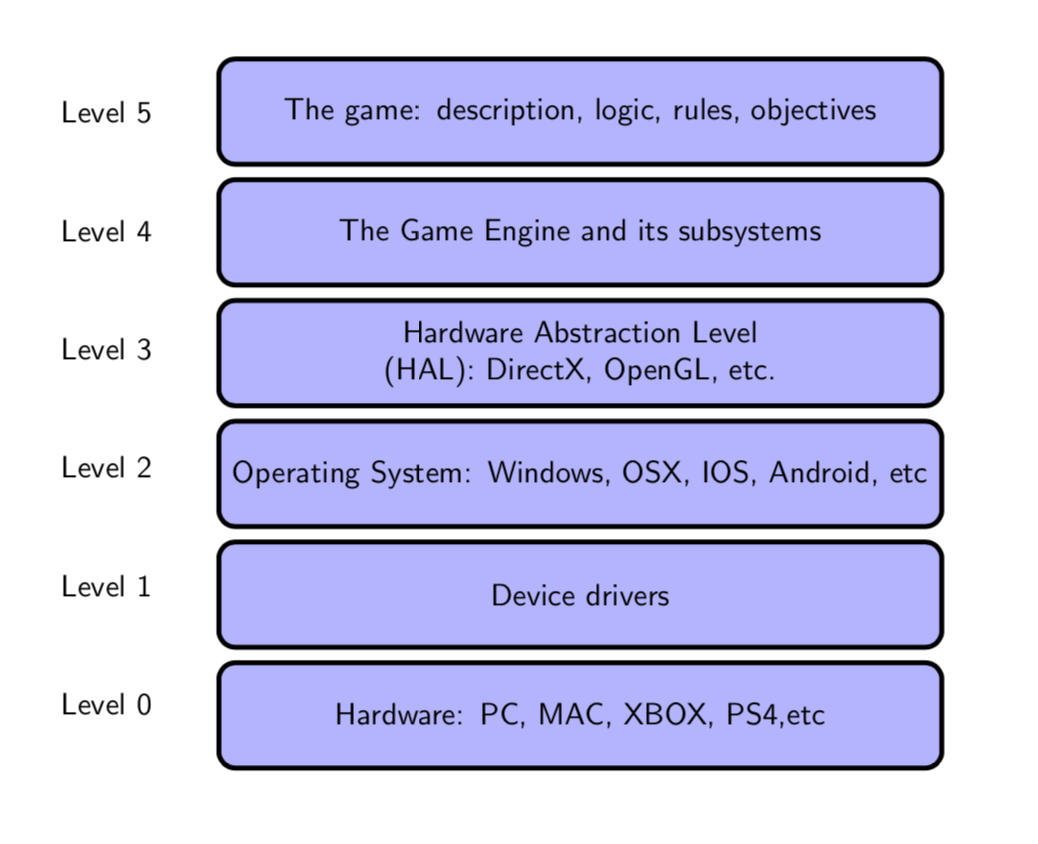 Level 5
The game: description, logic, rules, objectives
Level 4
The Game Engine and its subsystems
Level 3
Hardware Abstraction Level
(HAL): DirectX, OpenGL, etc.
Level 2
Operating System: Windows, OSX, IOS, Android, etc
Level 1
Device drivers
Level 0
Hardware: PC, MAC, XBOX, PS4,etc